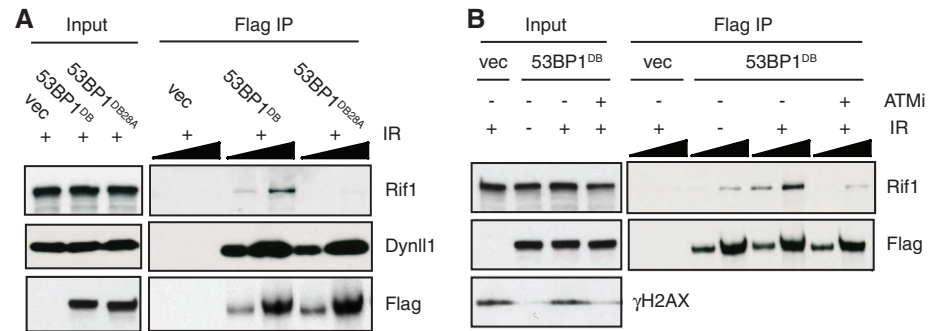 A
Input
Flag IP
vec
53BP1DB
53BP1DB28A
vec
53BP1DB
53BP1DB28A
+ + + + + + IR
Rif1
Dynll1
Flag
B
Input
Flag IP
vec 53BP1DB vec 53BP1DB
- - - + - - - + ATMi
+ - + + + - + + IR
Rif1
Flag
γH2AX